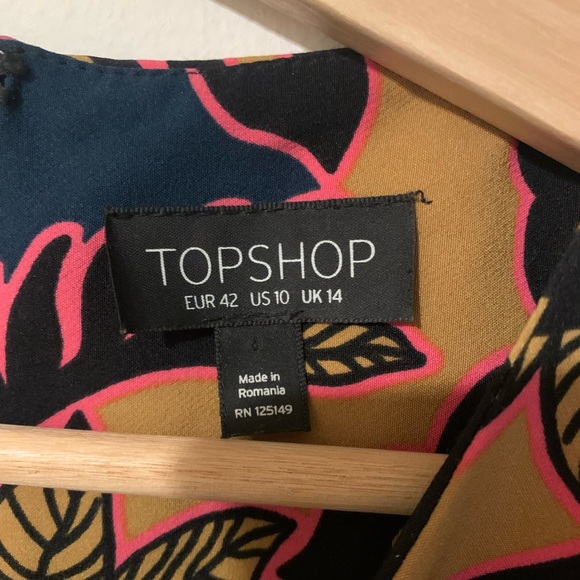 TOPSHOP
EUR 42 US 10 UK 14
Made in
Romania
RN 125149